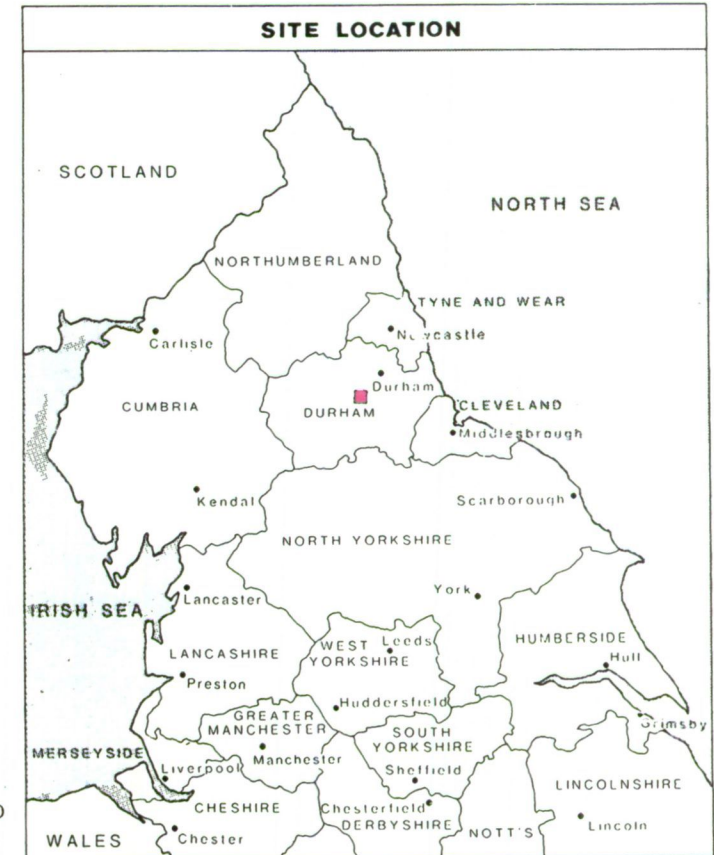 SITE LOCATION
SCOTLAND
NORTH SEA
NORTHUMBERLAND
TYNE AND WEAR
Newcastle
Carlisle
Durham
DURHAM
CUMBRIA
CLEVELAND
Middlesbrough
Kendal
Scarborough
NORTH YORKSHIRE
York
Lancaster
IRISH SEA
LANCASHIRE
WEST
YORKSHIRE
Leeds
HUMBERSIDE
Hull
Preston
Huddersfield
GREATER
MANCHESTER
Grimsby
SOUTH
YORKSHIRE
MERSEYSIDE
Manchester
Liverpool
Sheffield
LINCOLNSHIRE
CHESHIRE
Chesterfield
DERBYSHIRE
Lincoln
NOTT'S
WALES
Chester